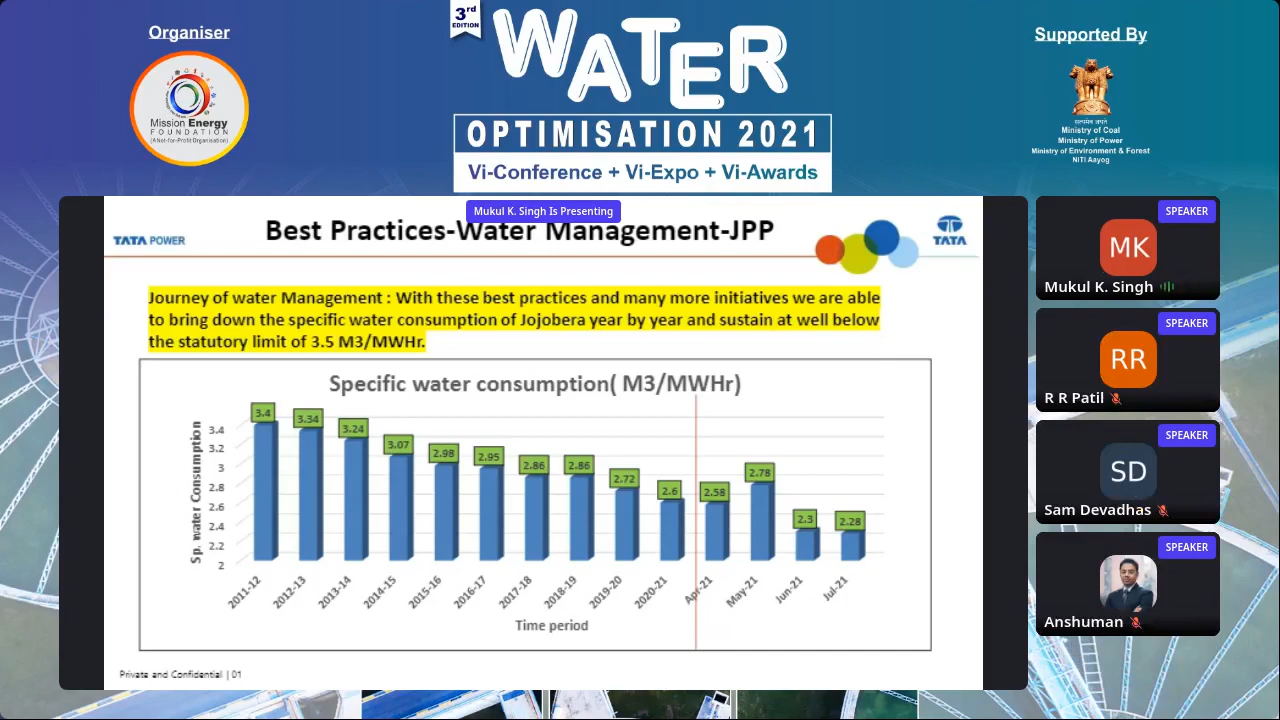 Organiser
Mission Energy
FOUNDATION
(A Not-for-Profit Organisation)
3rd
EDITION
WATER
OPTIMISATION 2021
Vi-Conference + Vi-Expo + Vi-Awards
Supported By
सत्यमेव जयते
Ministry of Coal
Ministry of Power
Ministry of Environment & Forest
NITI Aayog
Mukul K. Singh Is Presenting
TATA POWER
Best Practices-Water Management-JPP
TATA
Journey of water Management : With these best practices and many more initiatives we are able
to bring down the specific water consumption of Jojobera year by year and sustain at well below
the statutory limit of 3.5 M3/MWHr.
Specific water consumption( M3/MWHr)
Sp. water Consumption
3.4
3.2
3
2.8
2.6
2.4
2.2
2
3.4
3.34
3.24
3.07
2.98
2.95
2.86
2.86
2.72
2.6
2.58
2.78
2.3
2.28
2011-12
2012-13
2013-14
2014-15
2015-16
2016-17
2017-18
2018-19
2019-20
2020-21
Apr-21
May-21
Jun-21
Jul-21
Time period
Private and Confidential | 01
SPEAKER
MK
Mukul K. Singh
SPEAKER
RR
R R Patil
SPEAKER
SD
Sam Devadhas
SPEAKER
Anshuman